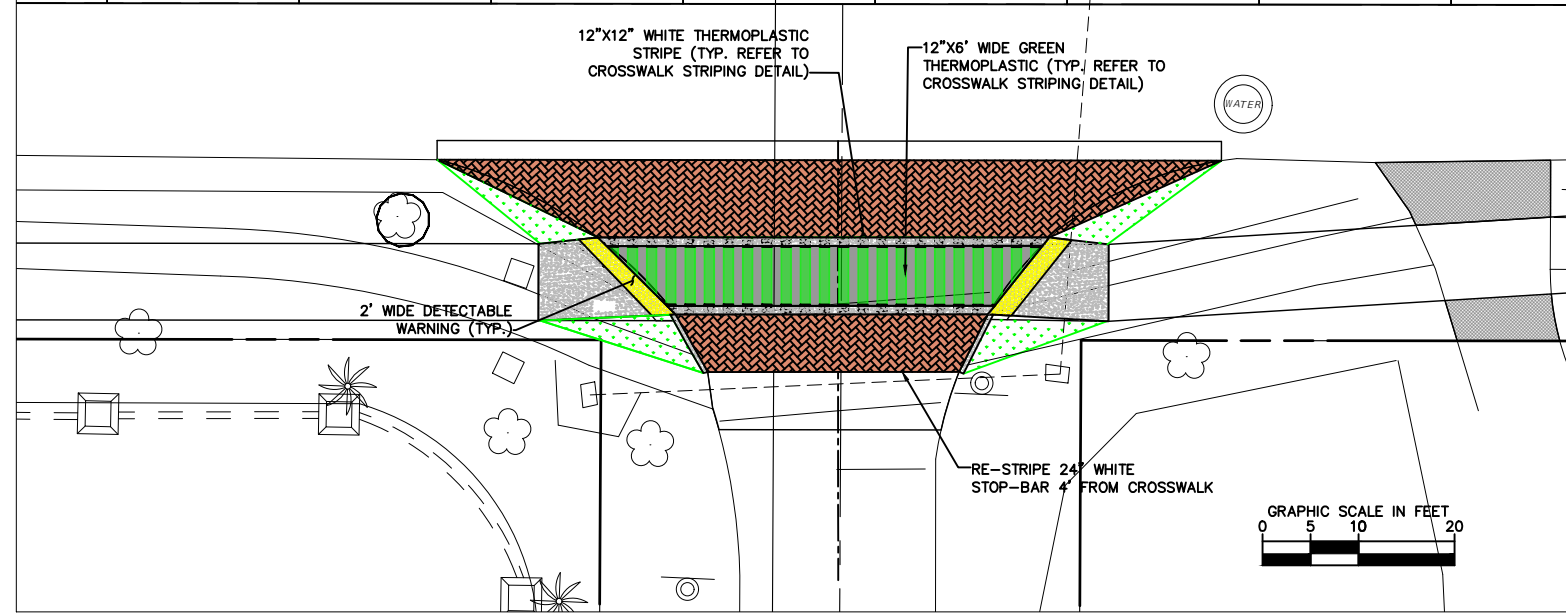 12"X12" WHITE THERMOPLASTIC
STRIPE (TYP. REFER TO
CROSSWALK STRIPING DETAIL)
12"X6' WIDE GREEN
THERMOPLASTIC (TYP. REFER TO
CROSSWALK STRIPING DETAIL)
WATER
2' WIDE DETECTABLE
WARNING (TYP.)
RE-STRIPE 24" WHITE
STOP-BAR 4' FROM CROSSWALK
GRAPHIC SCALE IN FEET
0 5 10 20